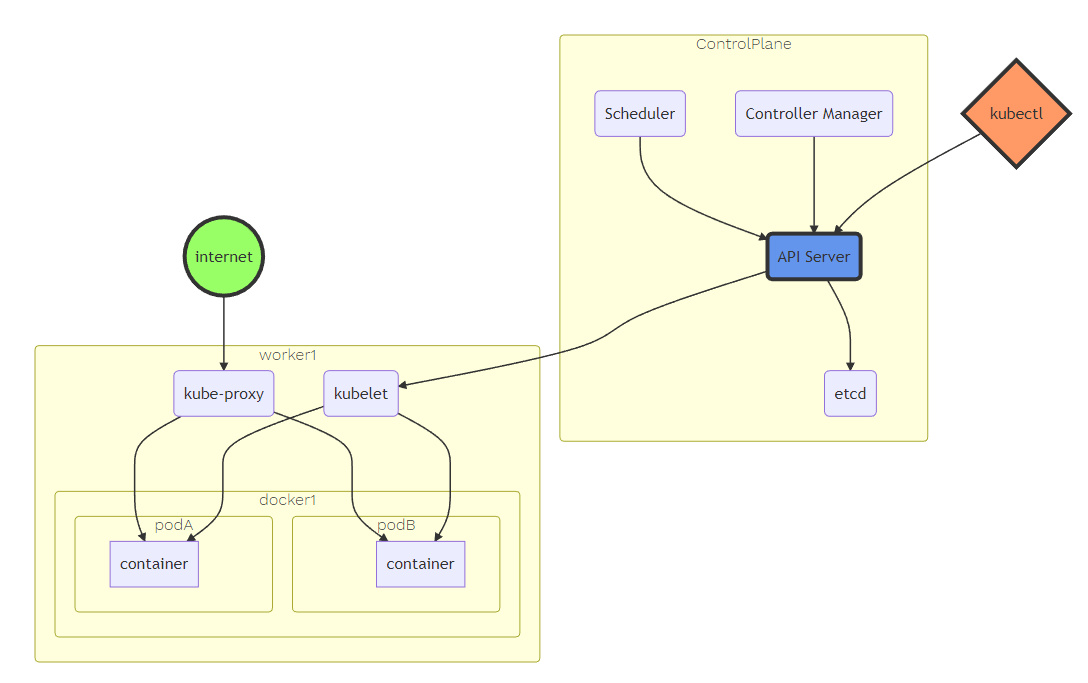 ControlPlane
Scheduler
Controller Manager
kubectl
internet
API Server
worker1
kube-proxy
kubelet
etcd
docker1
podA
podB
container
container